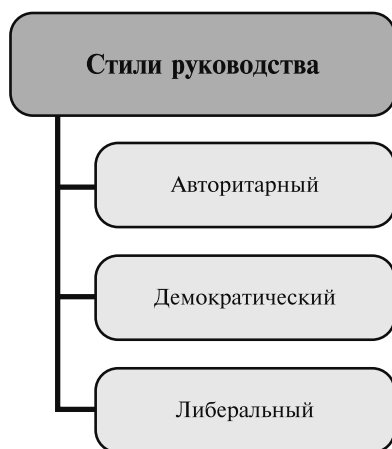 Стили руководства
Авторитарный
Демократический
Либеральный